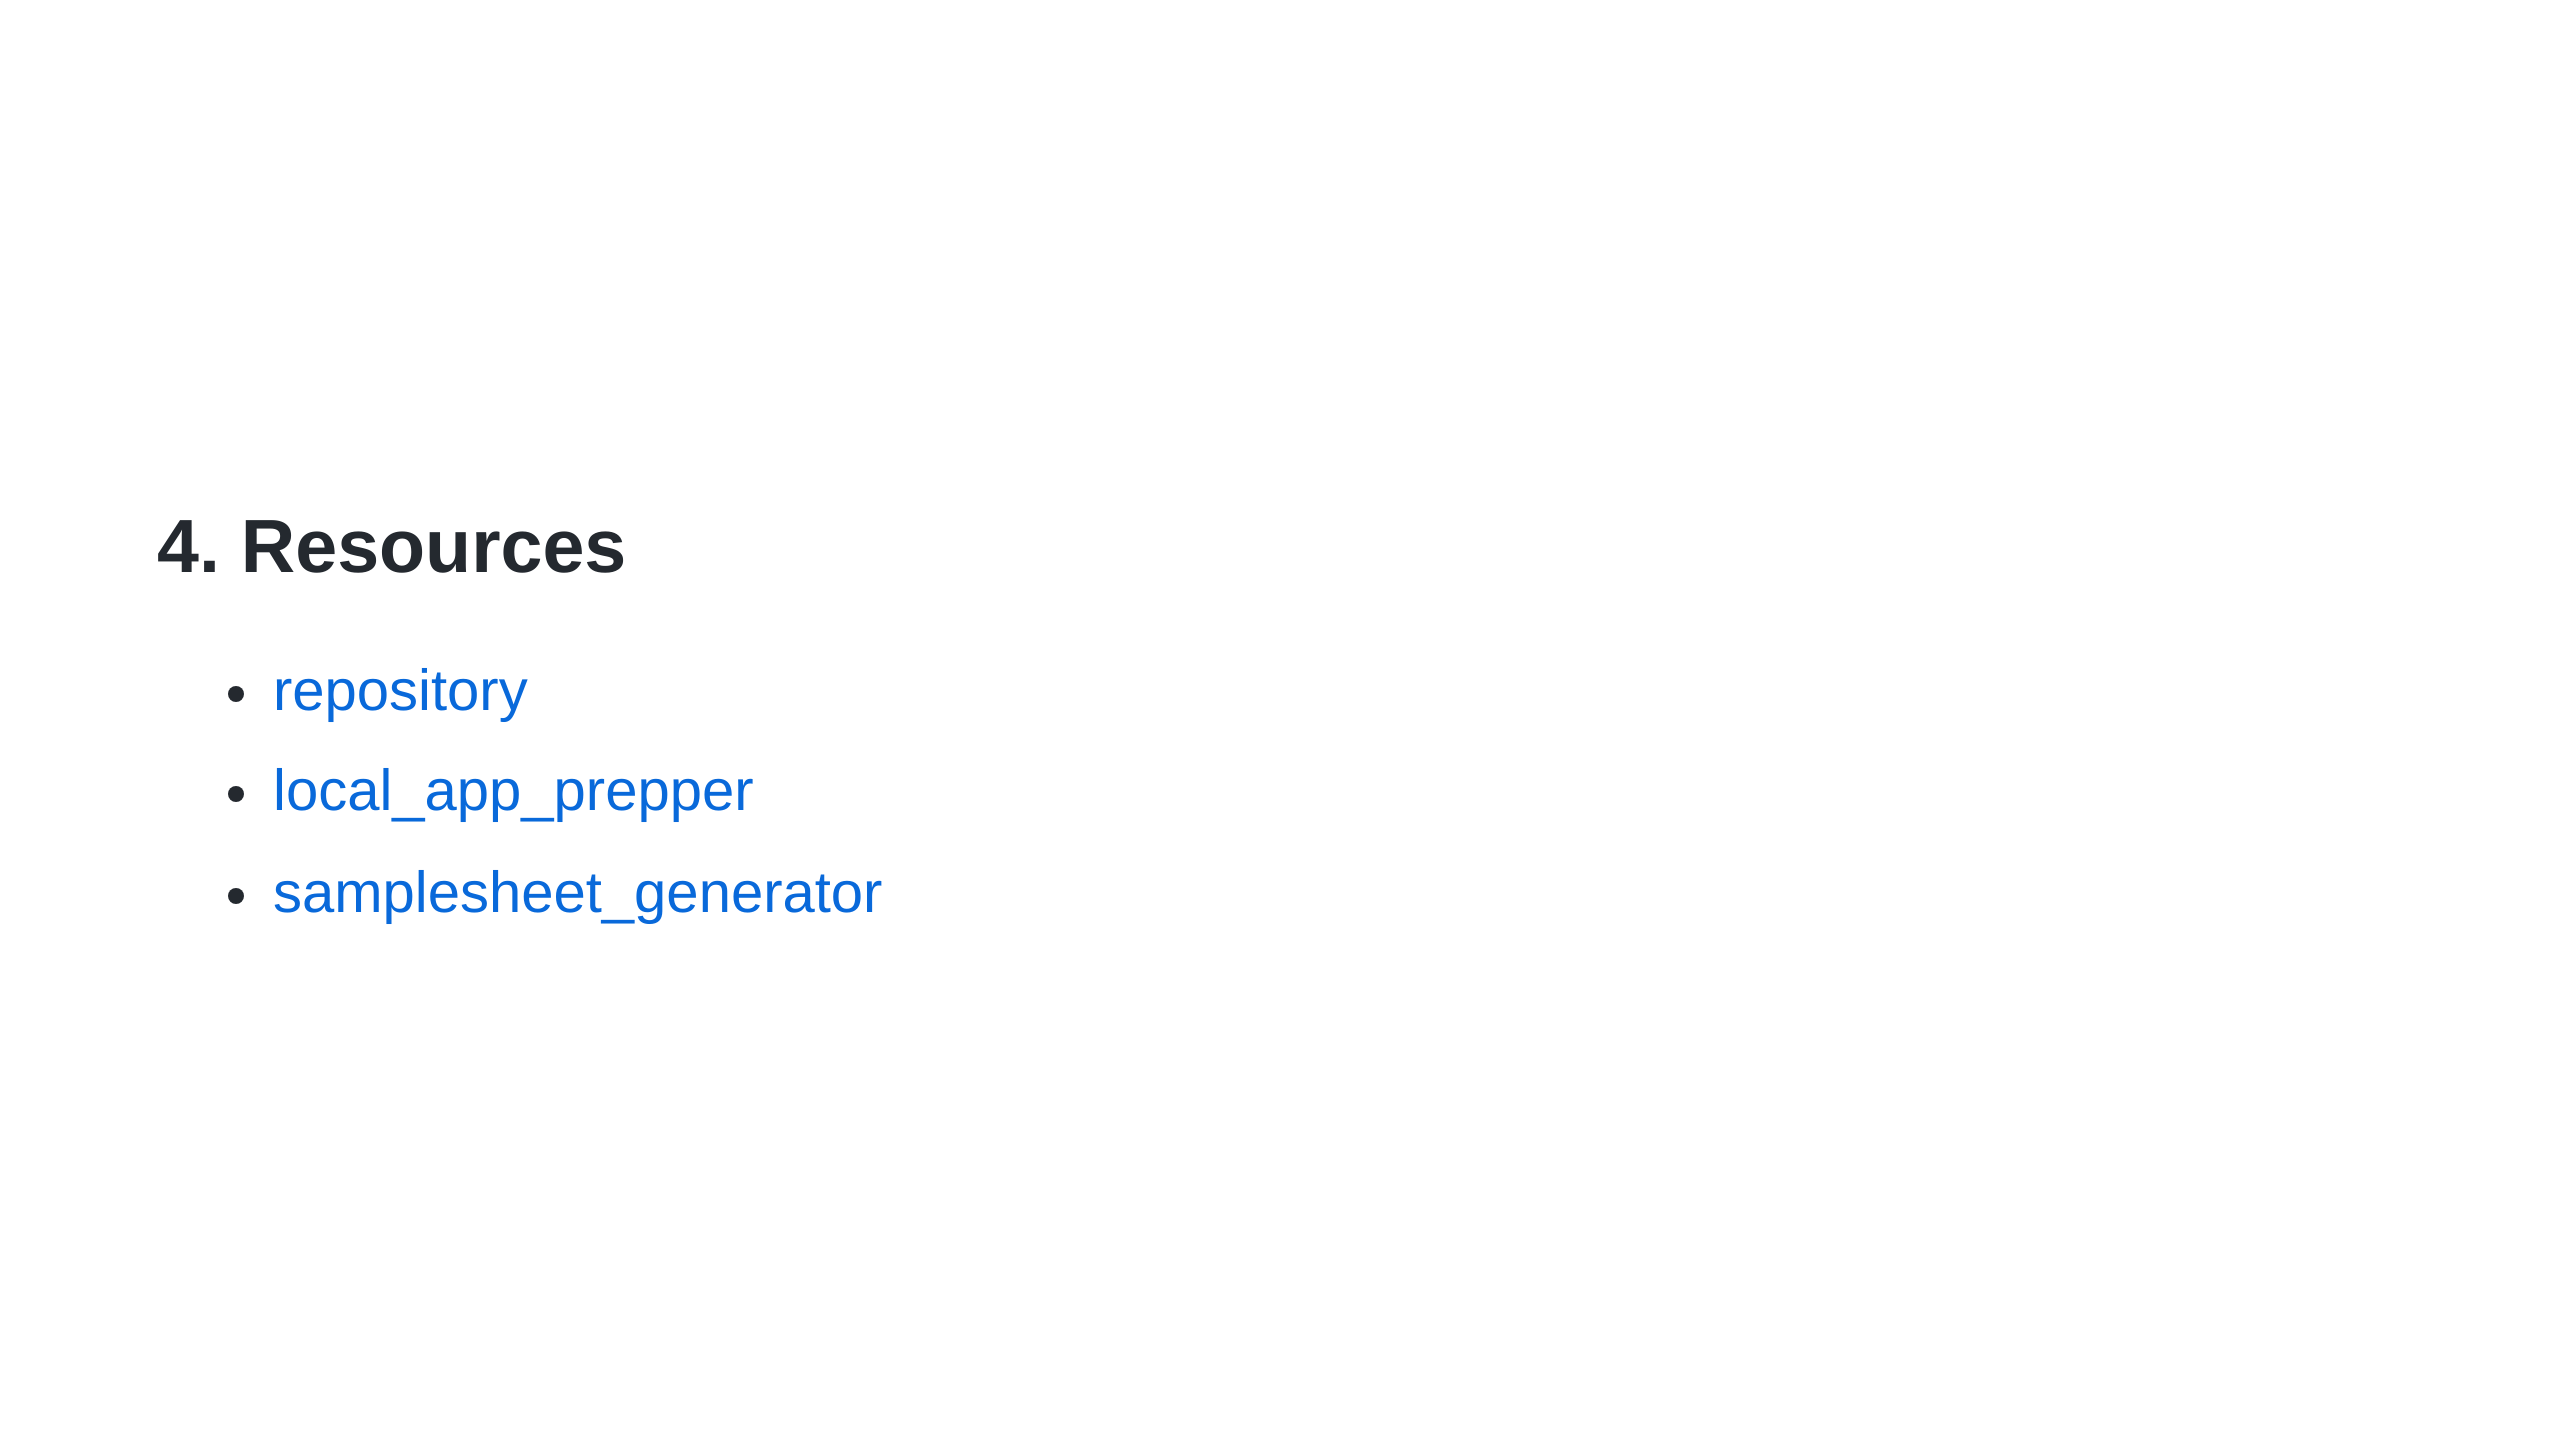 4. Resources
• repository
• local_app_prepper
• samplesheet_generator